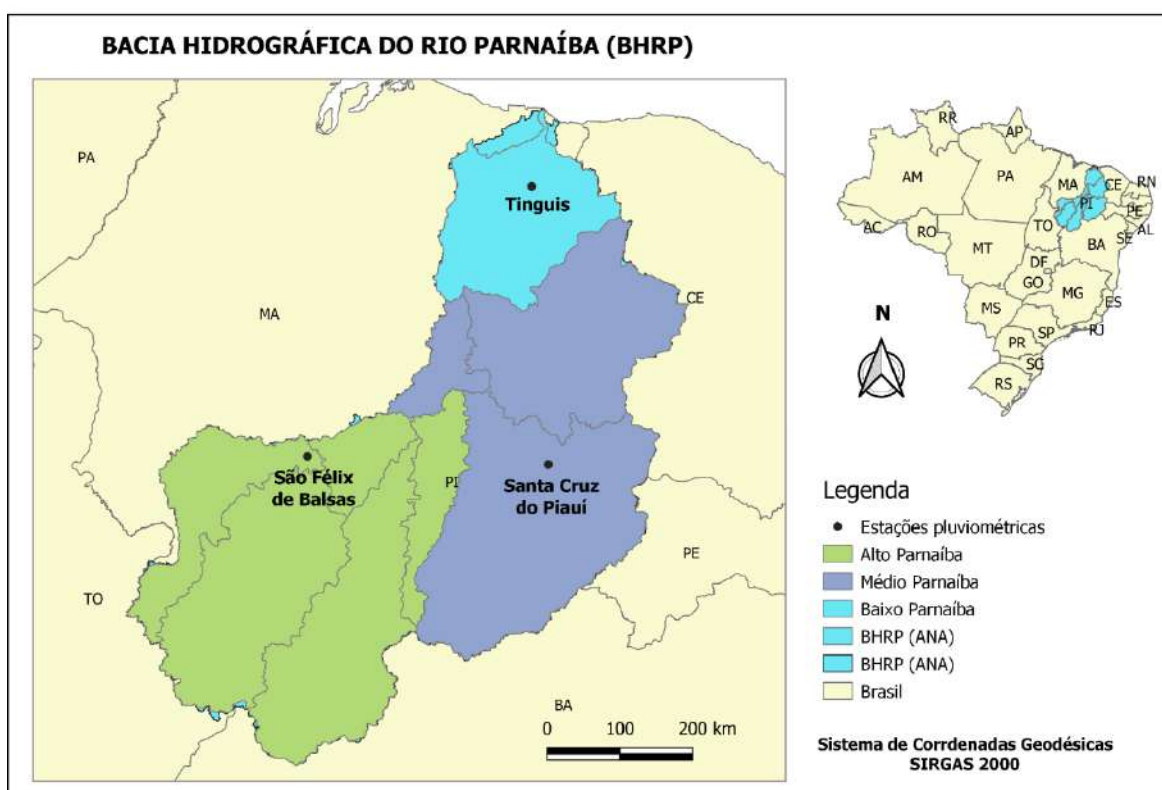 BACIA HIDROGRÁFICA DO RIO PARNAÍBA (BHRP)
PA
MA
TO
CE
PI
PE
BA
Tinguis
São Félix
de Balsas
Santa Cruz
do Piauí
0 100 200 km
RR
AP
AM
PA
MA
CE
RN
PI
PE
AL
SE
AC
RO
TO
BA
MT
DF
GO
MG
ES
MS
SP
RJ
PR
SC
RS
N
Legenda
Estações pluviométricas
Alto Parnaíba
Médio Parnaíba
Baixo Parnaíba
BHRP (ANA)
BHRP (ANA)
Brasil
Sistema de Corrdenadas Geodésicas
SIRGAS 2000